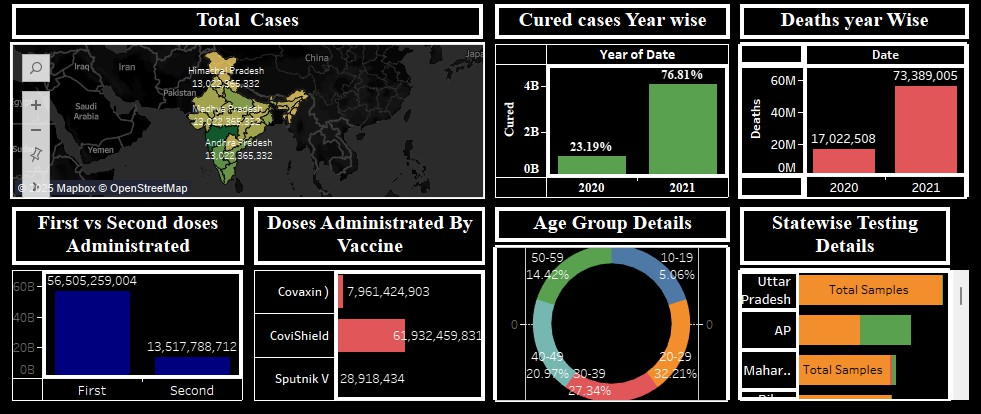 Total Cases
Cured cases Year wise
Deaths year Wise
Iraq
Iran
China
Japa
Himachal Pradesh
13,022,365,332
Pakistan
Saudi
Arabia
Madhya Pradesh
13,022,365,332
Andhra Pradesh
13,022,365,332
Yemen
© 2025 Mapbox © OpenStreetMap
Year of Date
76.81%
4B
Cured
2B
23.19%
0B
2020
2021
Date
73,389,005
60M
Deaths
40M
17,022,508
20M
0M
2020
2021
First vs Second doses
Administrated
Doses Administrated By
Vaccine
Age Group Details
Statewise Testing
Details
56,505,259,004
60B
40B
13,517,788,712
20B
0B
First
Second
Covaxin )
7,961,424,903
CoviShield
61,932,459,831
Sputnik V
28,918,434
50-59
14.42%
10-19
5.06%
0
0
40-49
20.97%
30-39
27.34%
20-29
32.21%
Uttar
Pradesh
Total Samples
AP
Mahar..
Total Samples